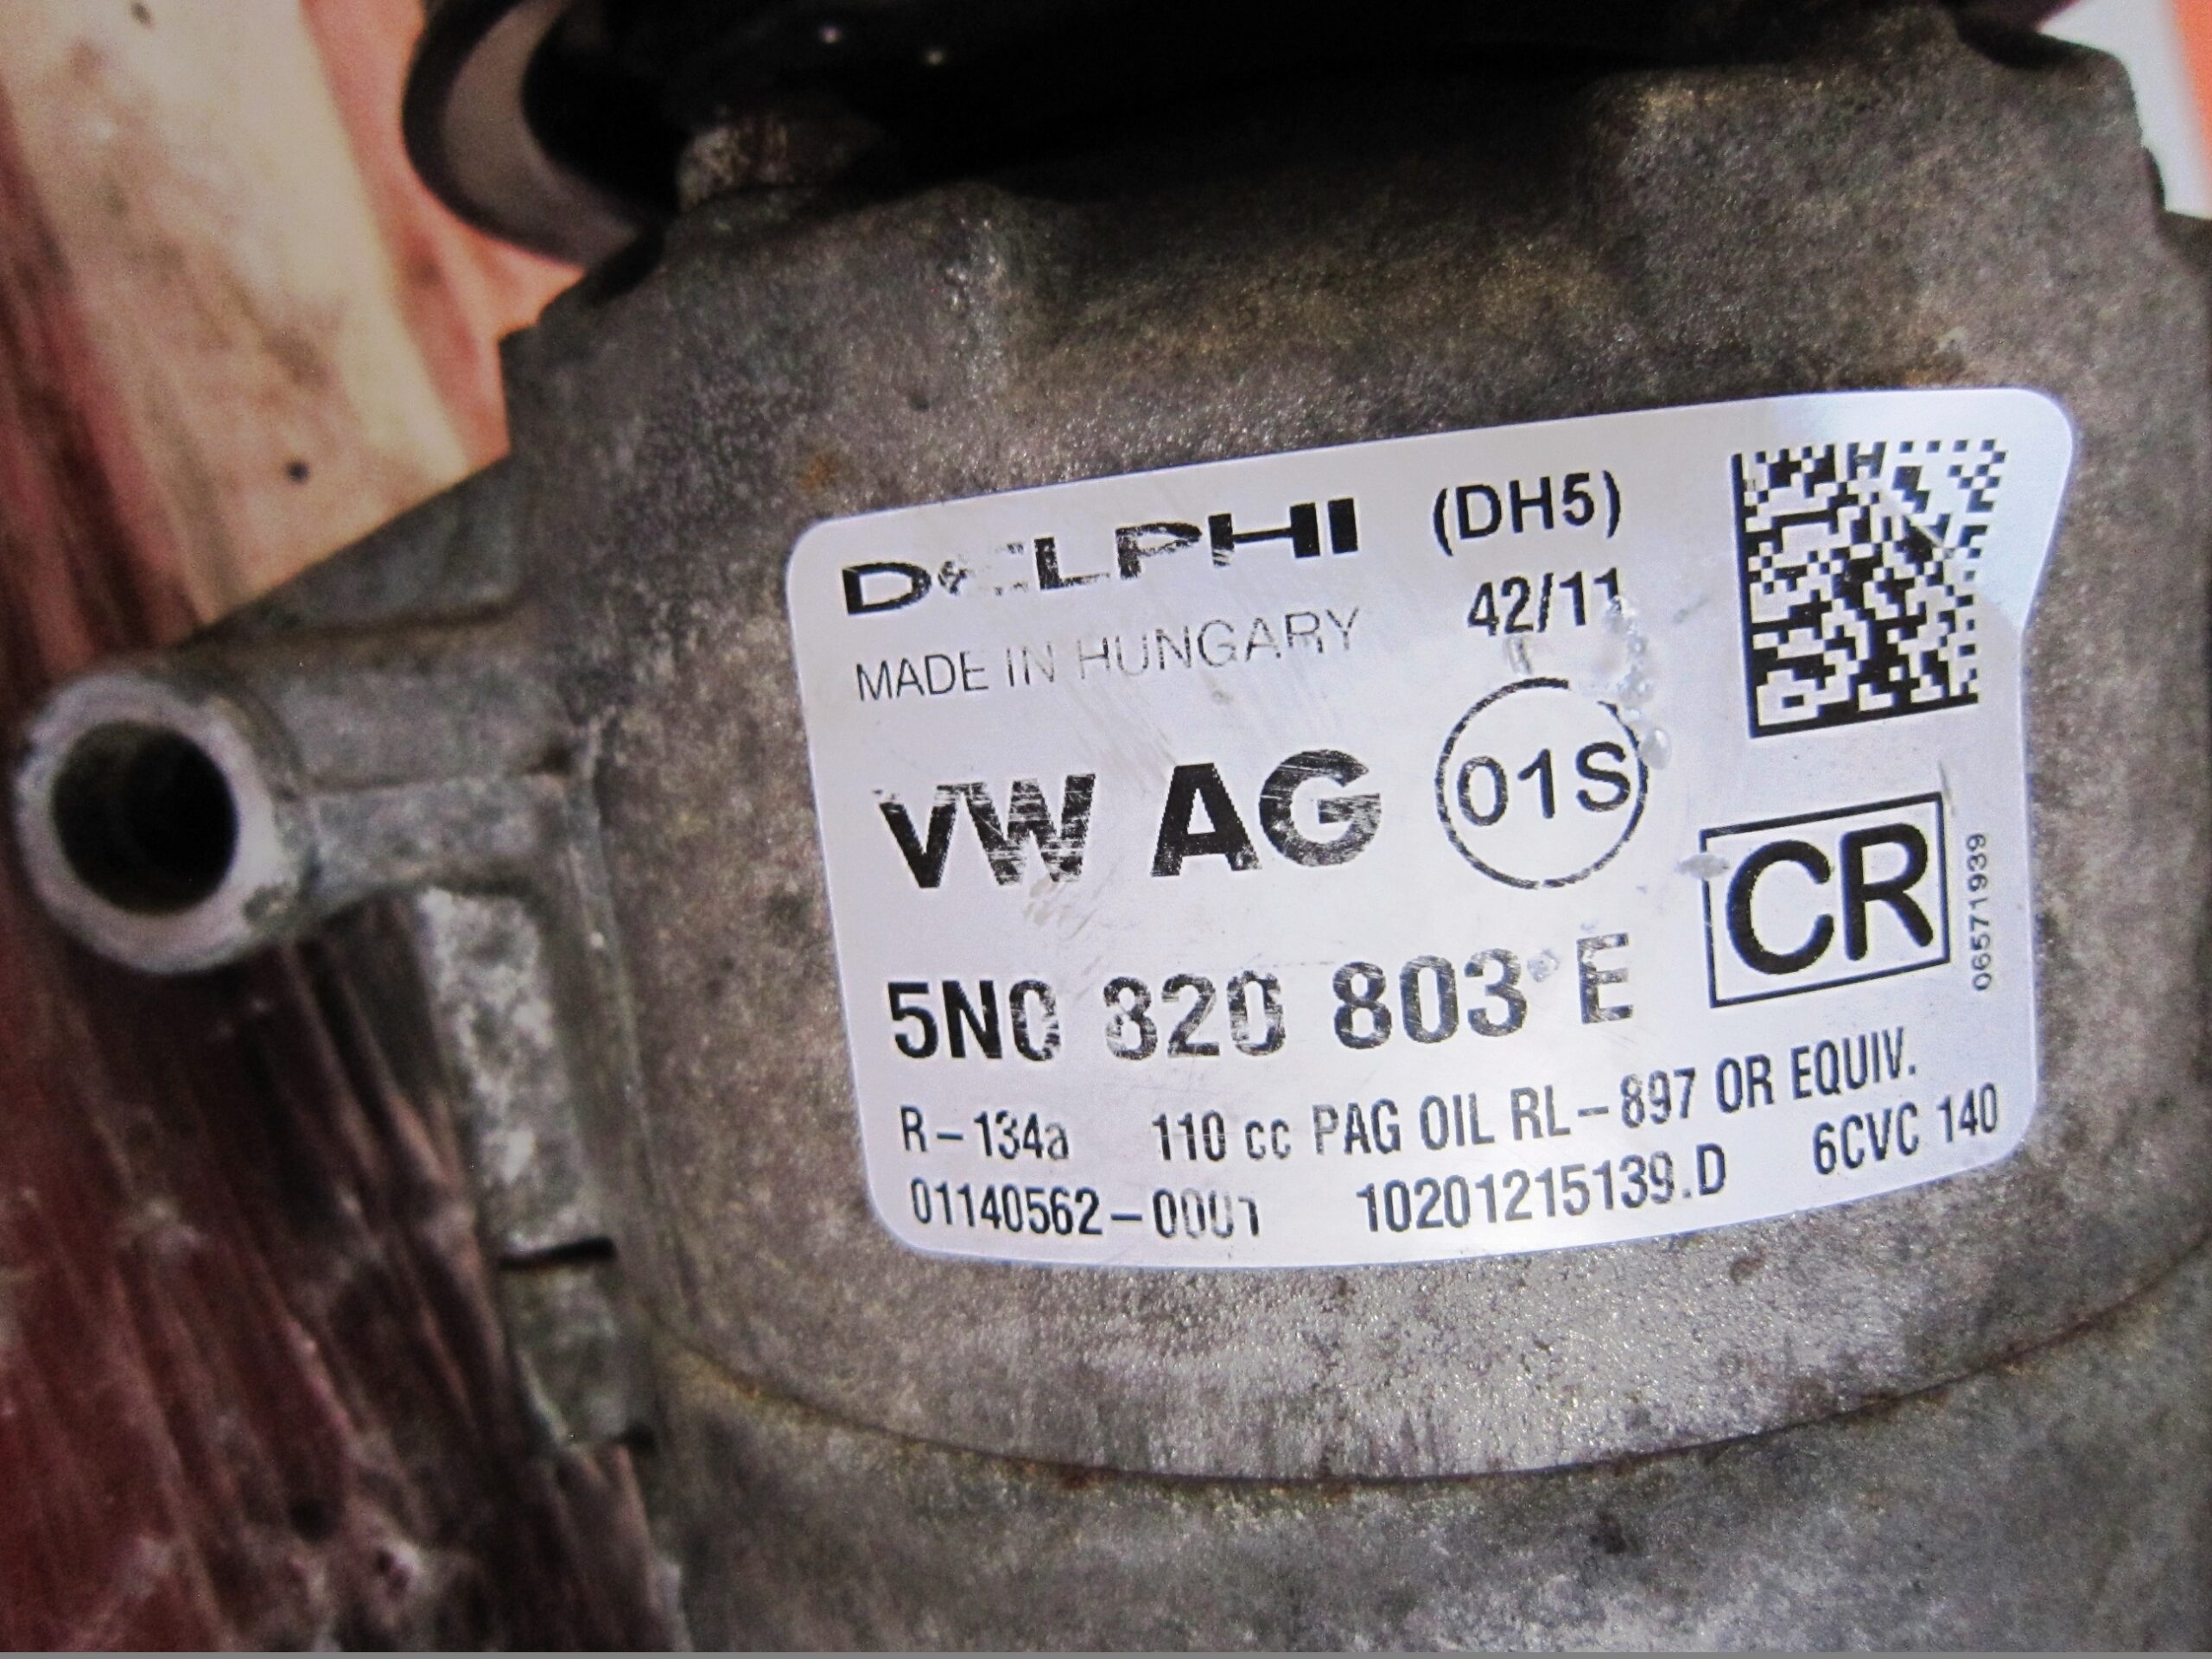 DELPHI (DH5)
MADE IN HUNGARY 42/11
VW AG 01S
CR
06571939
5N0 820 803 E
R-134a 110 cc PAG OIL RL-897 OR EQUIV.
01140562-0001 10201215139.D 6CVC 140